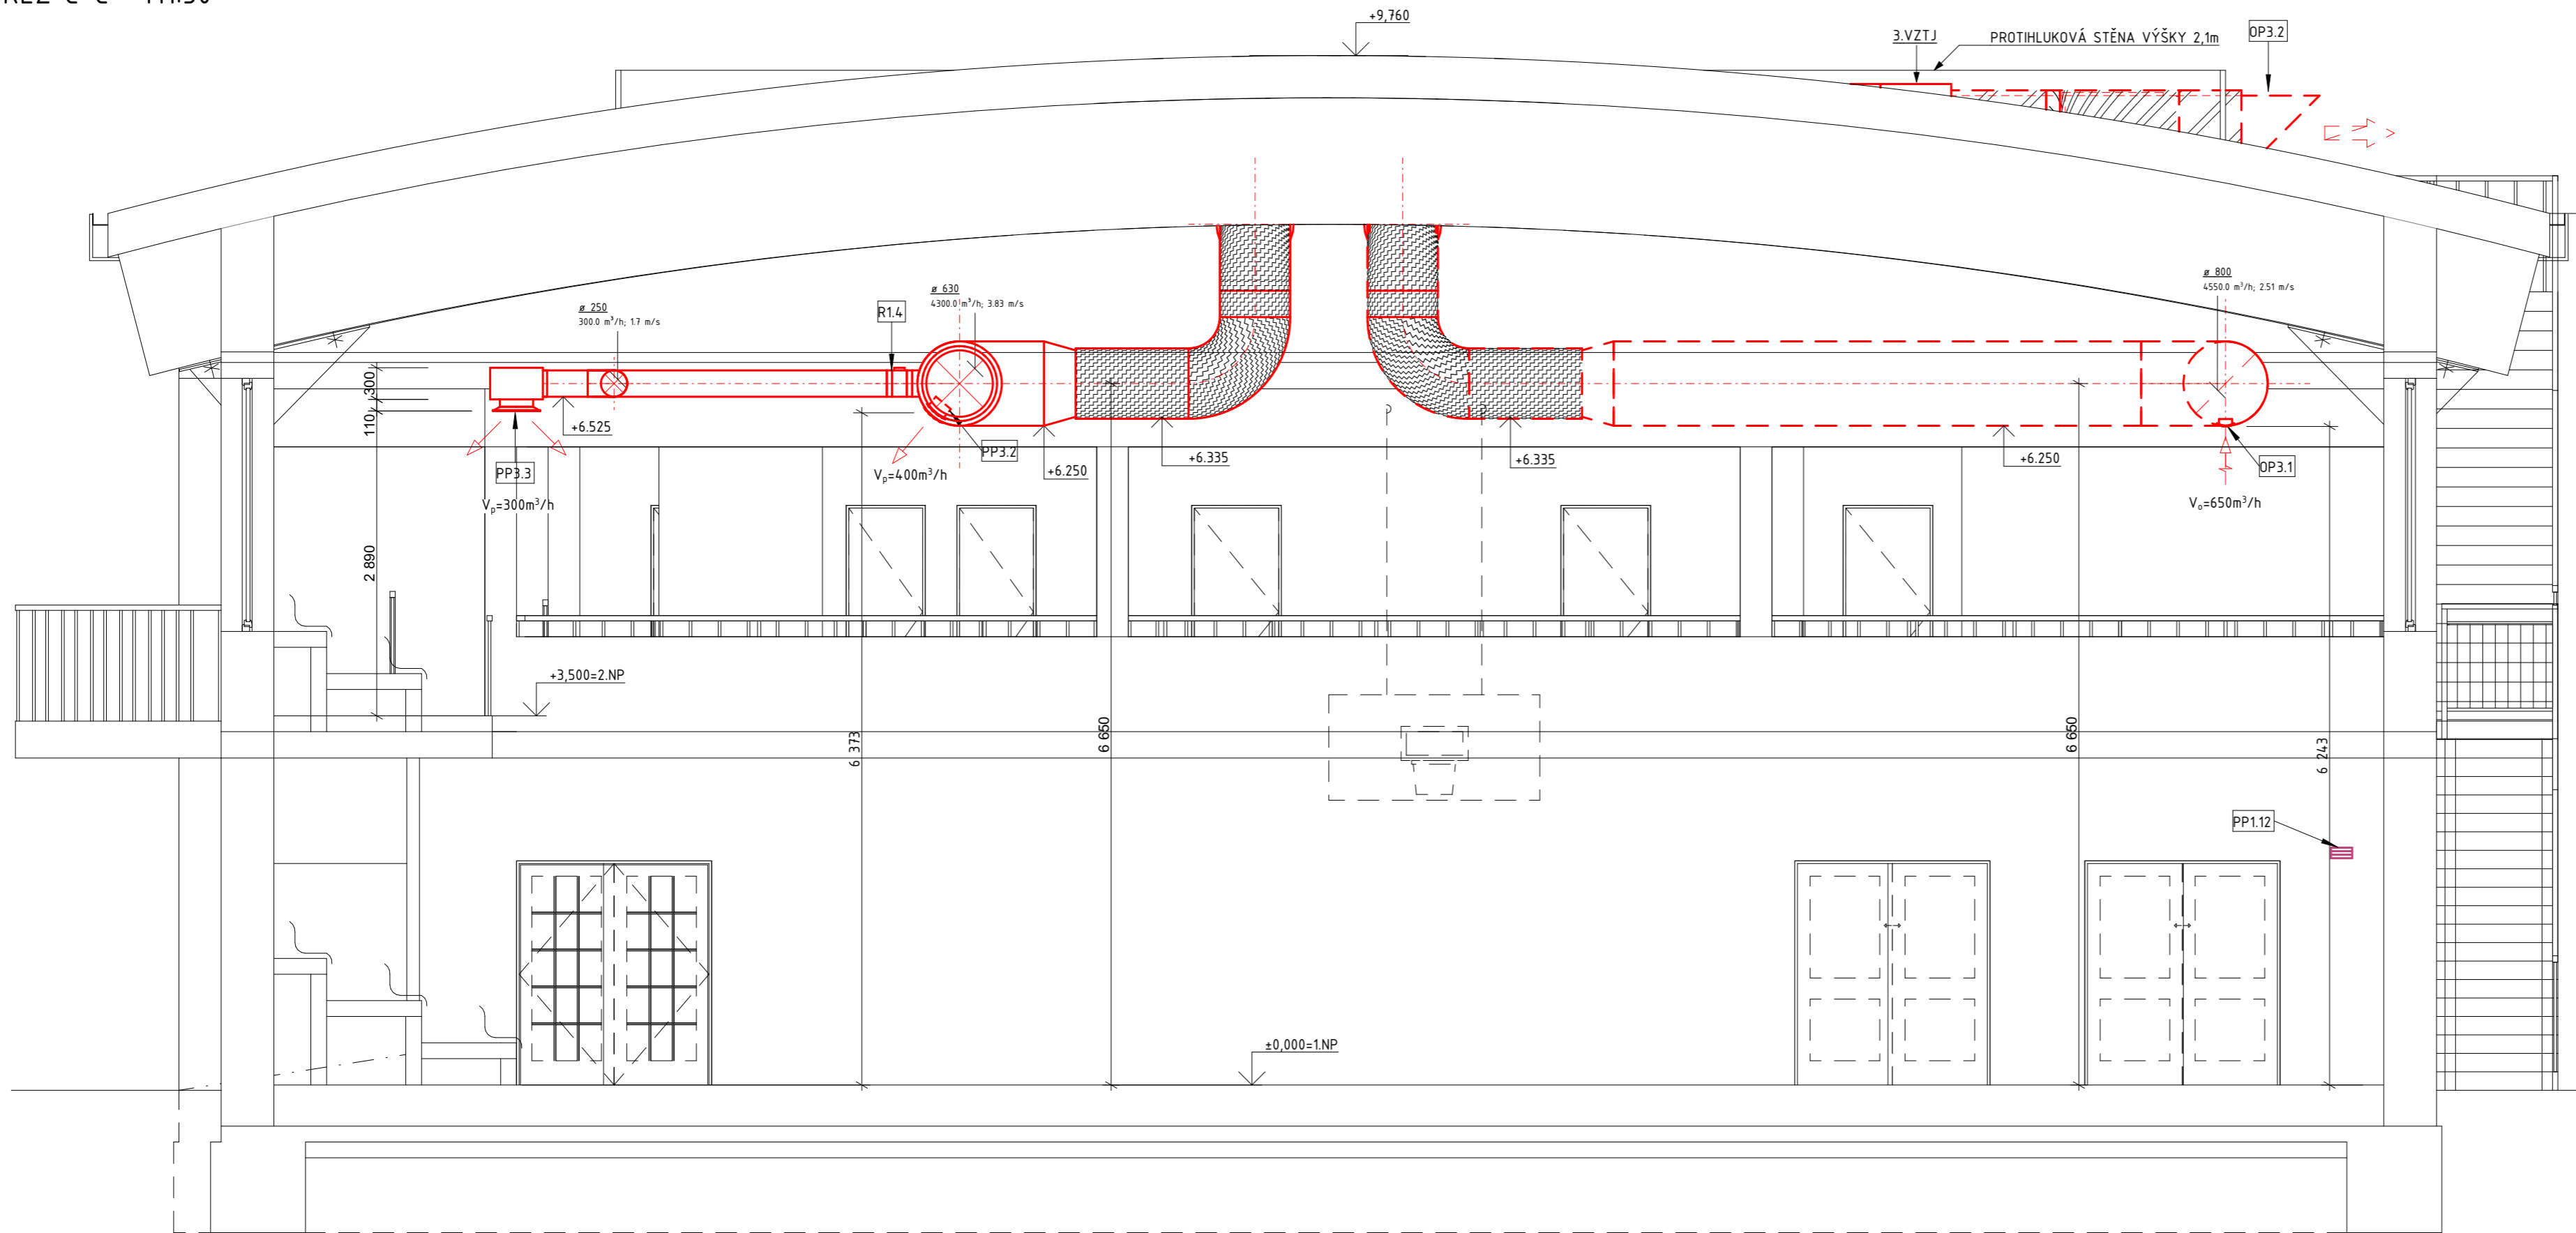 +9,760
3.VZTJ
PROTIHLUKOVÁ STĚNA VÝŠKY 2,1m
OP3.2
ø 250
300.0 m³/h; 1.7 m/s
R1.4
ø 630
4300.0 m³/h; 3.83 m/s
ø 800
4550.0 m³/h; 2.51 m/s
300
110
+6.525
PP3.3
Vp=300m³/h
Vp=400m³/h
PP3.2
+6.250
+6.335
+6.335
+6.250
OP3.1
Vo=650m³/h
2 890
+3,500=2.NP
6 373
6 650
6 650
6 243
PP1.12
±0,000=1.NP